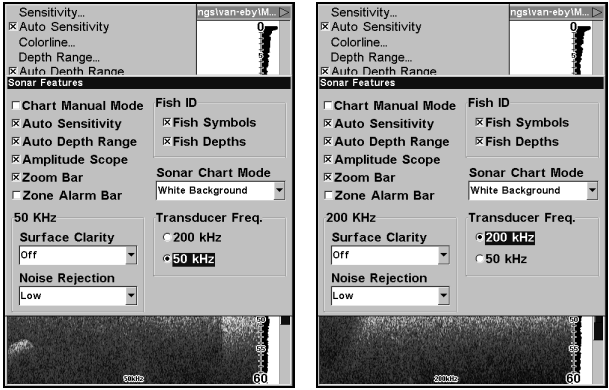 Sensitivity...
ngs\van-eby\M...
Auto Sensitivity
0
Colorline...
Depth Range...
5
Auto Depth Range
Sonar Features
Chart Manual Mode
Auto Sensitivity
Auto Depth Range
Amplitude Scope
Zoom Bar
Zone Alarm Bar
Fish ID
Fish Symbols
Fish Depths
Sonar Chart Mode
White Background
50 KHz
Surface Clarity
Off
Noise Rejection
Low
Transducer Freq.
200 kHz
50 kHz
50
55
50kHz
60
Sensitivity...
ngs\van-eby\M...
Auto Sensitivity
0
Colorline...
Depth Range...
5
Auto Depth Range
Sonar Features
Chart Manual Mode
Auto Sensitivity
Auto Depth Range
Amplitude Scope
Zoom Bar
Zone Alarm Bar
Fish ID
Fish Symbols
Fish Depths
Sonar Chart Mode
White Background
200 KHz
Surface Clarity
Off
Noise Rejection
Low
Transducer Freq.
200 kHz
50 kHz
50
55
200kHz
60